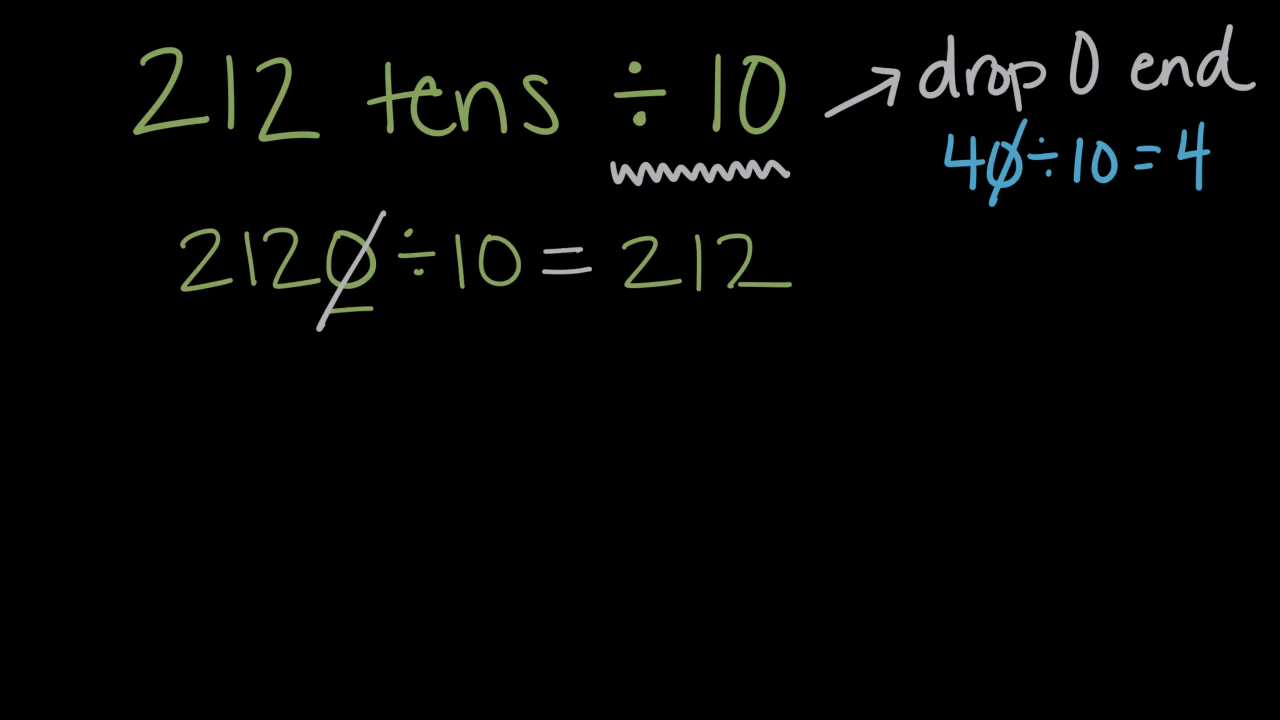 212 tens ÷ 10 → drop 0 end
40 ÷ 10 = 4
2120 ÷ 10 = 212